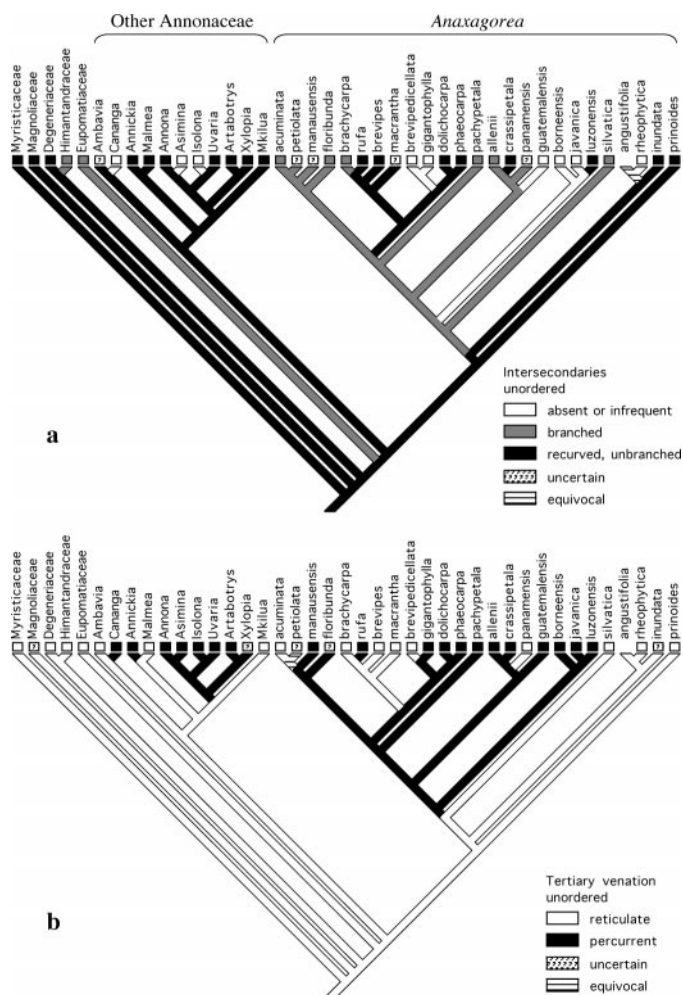 Other Annonaceae
Anaxagorea
Myristicaceae
Magnoliaceae
Degeneriaceae
Himantandraceae
Eupomatiaceae
Ambavia
Cananga
Annickia
Malmea
Annona
Asimina
Isolona
Uvaria
Artabotrys
Xylopia
Mkilua
acuminata
petiolata
manausensis
floribunda
brachycarpa
rufa
brevipes
macrantha
brevipedicellata
gigantophylla
dolichocarpa
phaeocarpa
pachypetala
allenii
crassipetala
panamensis
guatemalensis
borneensis
javanica
luzonensis
silvatica
angustifolia
rheophytica
inundata
prinoides
Intersecondaries
unordered
absent or infrequent
branched
recurved, unbranched
uncertain
equivocal
a
Myristicaceae
Magnoliaceae
Degeneriaceae
Himantandraceae
Eupomatiaceae
Ambavia
Cananga
Annickia
Malmea
Annona
Asimina
Isolona
Uvaria
Artabotrys
Xylopia
Mkilua
acuminata
petiolata
manausensis
floribunda
brachycarpa
rufa
brevipes
macrantha
brevipedicellata
gigantophylla
dolichocarpa
phaeocarpa
pachypetala
allenii
crassipetala
panamensis
guatemalensis
borneensis
javanica
luzonensis
silvatica
angustifolia
rheophytica
inundata
prinoides
Tertiary venation
unordered
reticulate
percurrent
uncertain
equivocal
b